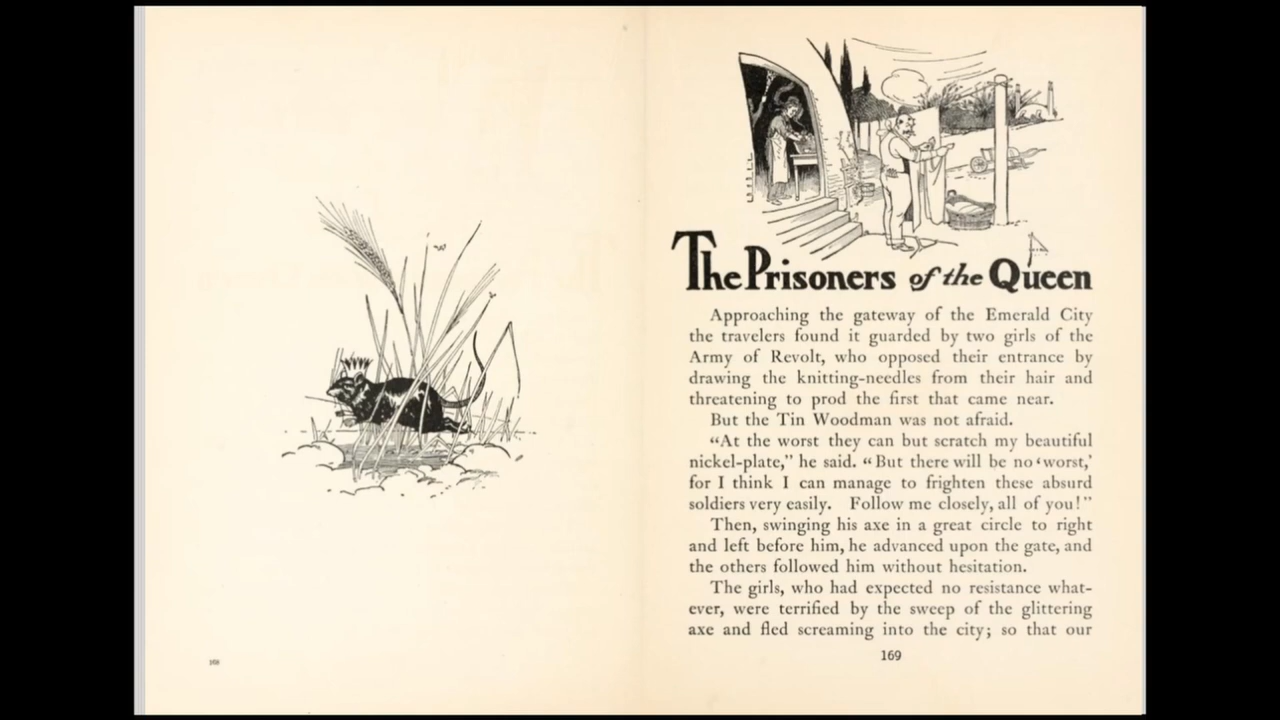 168
The Prisoners of the Queen
Approaching the gateway of the Emerald City
the travelers found it guarded by two girls of the
Army of Revolt, who opposed their entrance by
drawing the knitting-needles from their hair and
threatening to prod the first that came near.
But the Tin Woodman was not afraid.
“At the worst they can but scratch my beautiful
nickel-plate,” he said. “But there will be no ‘worst,’
for I think I can manage to frighten these absurd
soldiers very easily. Follow me closely, all of you!”
Then, swinging his axe in a great circle to right
and left before him, he advanced upon the gate, and
the others followed him without hesitation.
The girls, who had expected no resistance what-
ever, were terrified by the sweep of the glittering
axe and fled screaming into the city; so that our
169